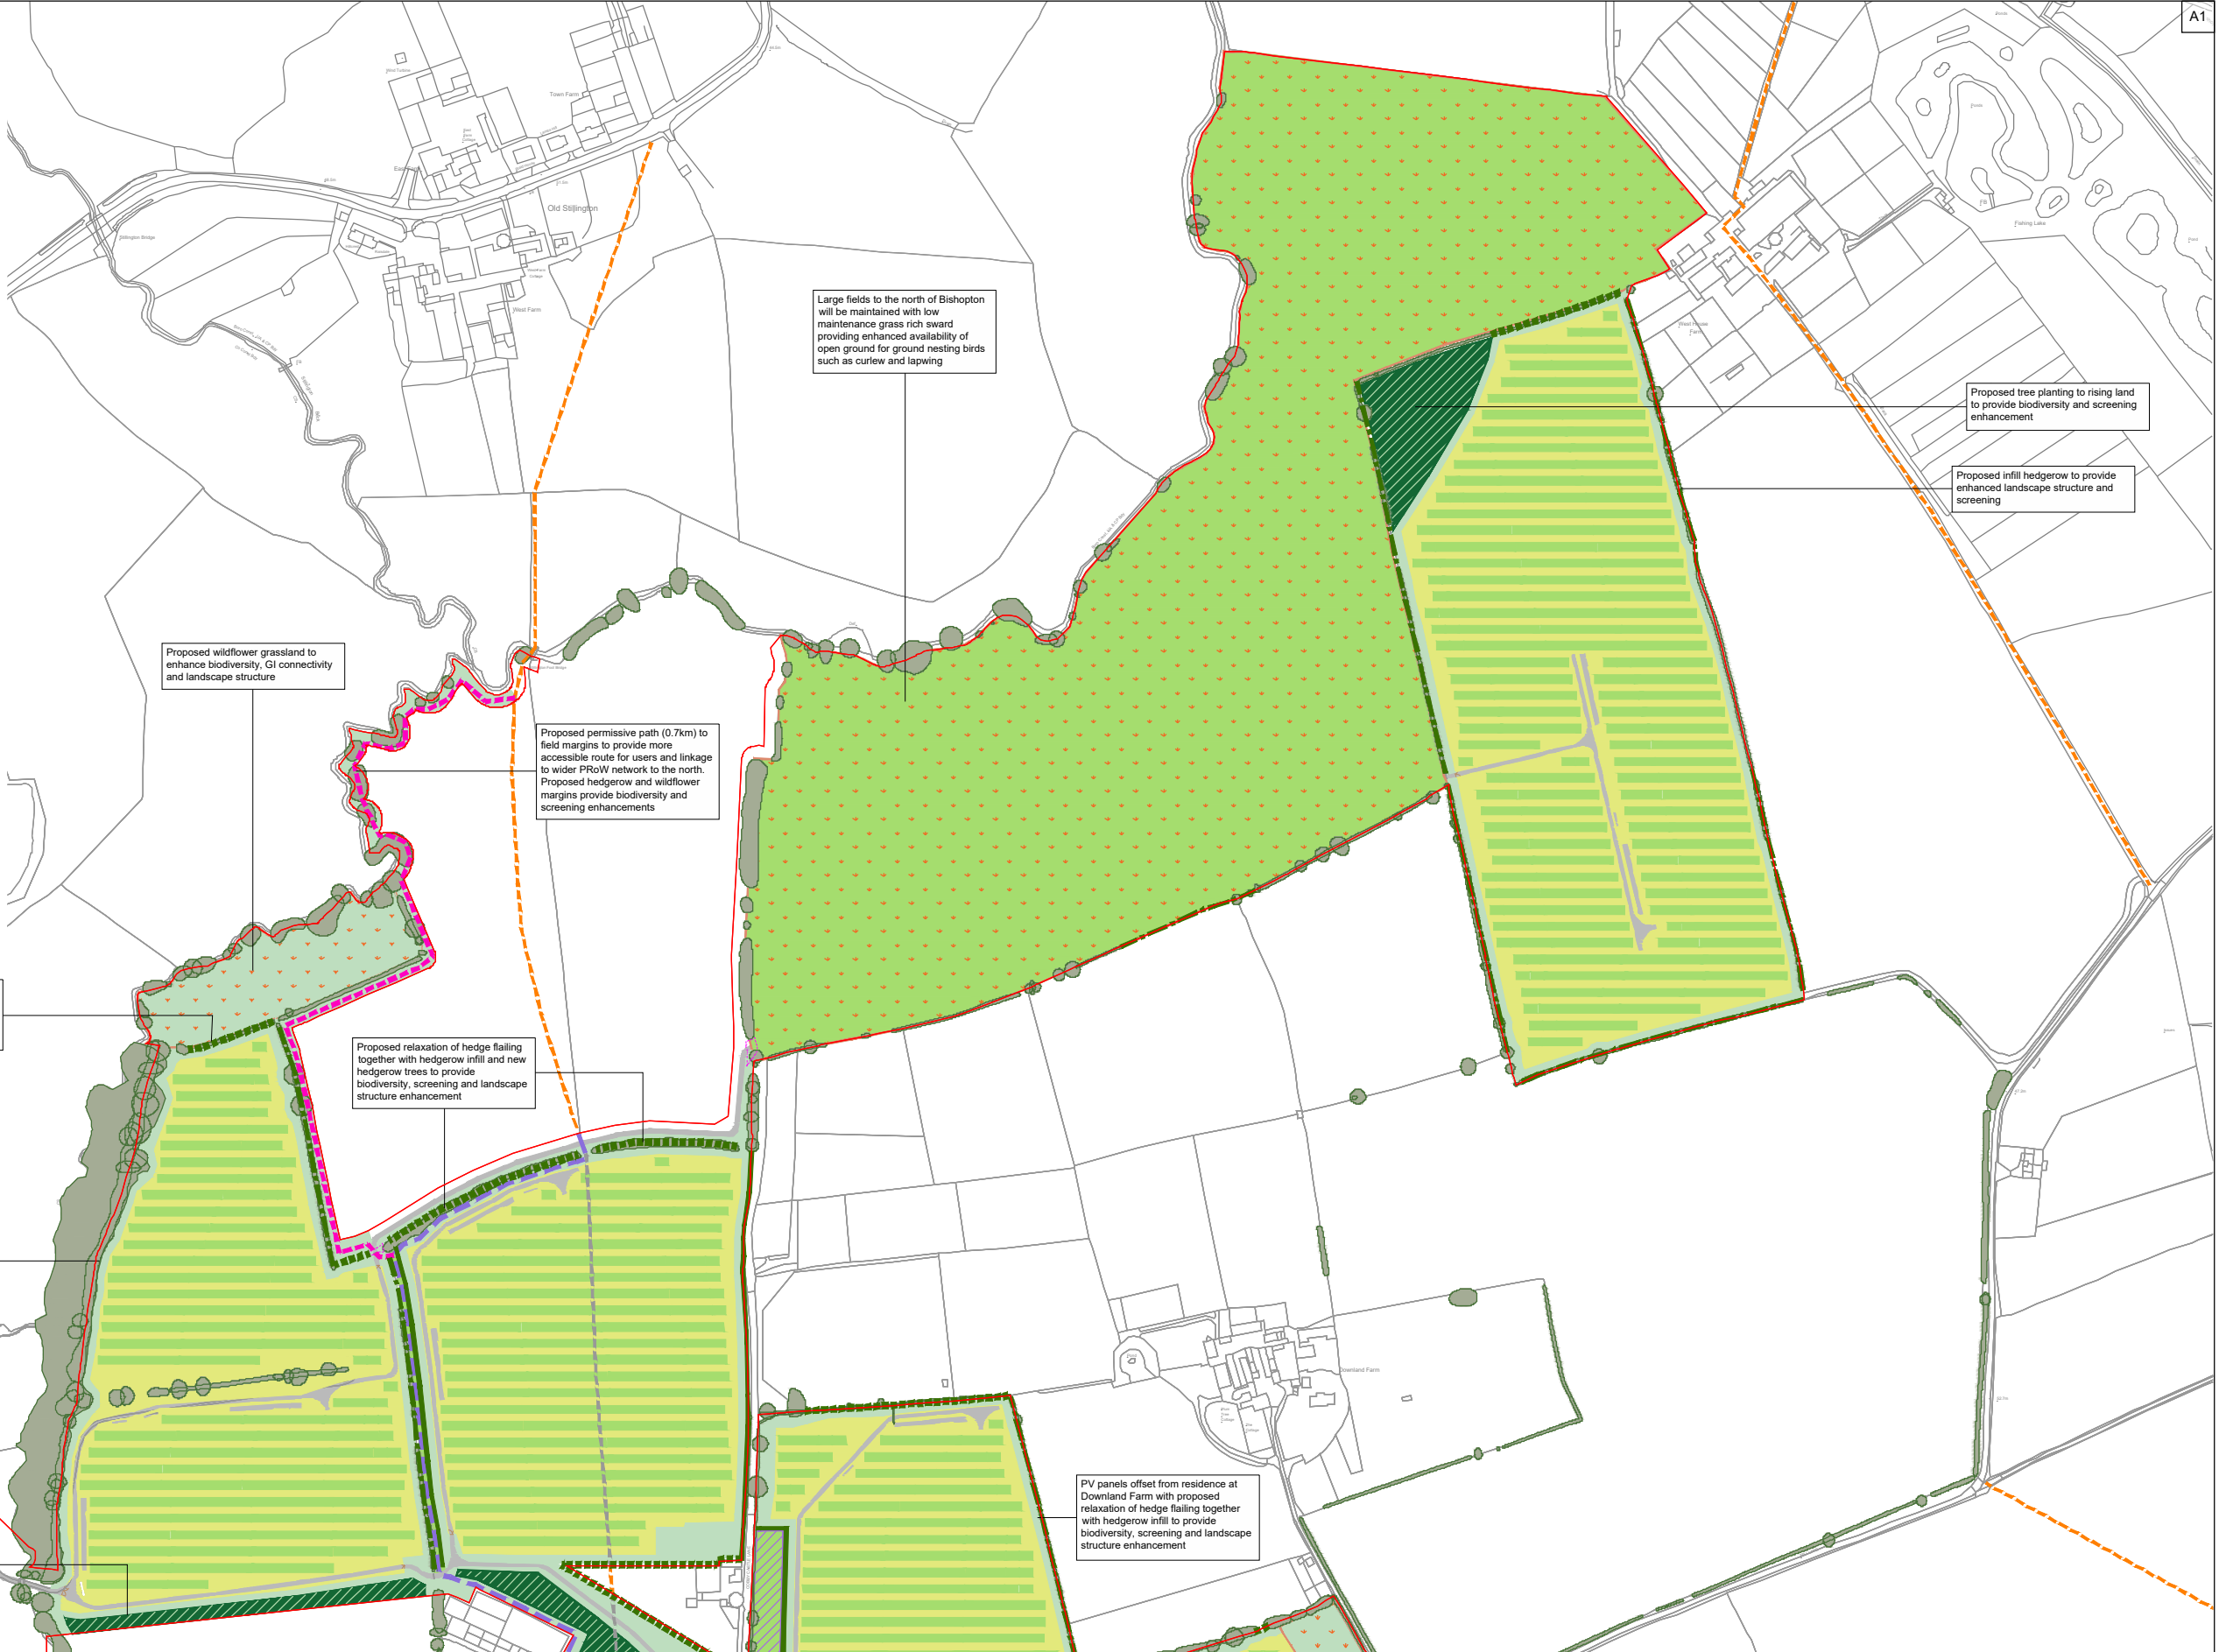 A1
Town Farm
East Farm
Old Stillington
Stillington Bridge
West Farm
Large fields to the north of Bishopton
will be maintained with low
maintenance grass rich sward
providing enhanced availability of
open ground for ground nesting birds
such as curlew and lapwing
Fishing Lake
West House
Farm
Proposed tree planting to rising land
to provide biodiversity and screening
enhancement
Proposed infill hedgerow to provide
enhanced landscape structure and
screening
Proposed wildflower grassland to
enhance biodiversity, GI connectivity
and landscape structure
Proposed permissive path (0.7km) to
field margins to provide more
accessible route for users and linkage
to wider PRoW network to the north.
Proposed hedgerow and wildflower
margins provide biodiversity and
screening enhancements
Proposed relaxation of hedge flailing
together with hedgerow infill and new
hedgerow trees to provide
biodiversity, screening and landscape
structure enhancement
Downland Farm
PV panels offset from residence at
Downland Farm with proposed
relaxation of hedge flailing together
with hedgerow infill to provide
biodiversity, screening and landscape
structure enhancement